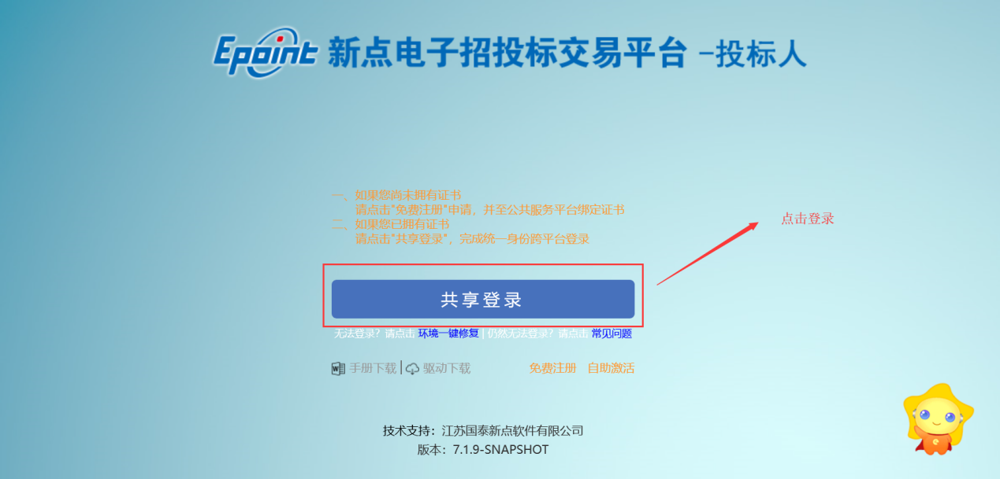 Epoint 新点电子招投标交易平台 -投标人
一、如果您尚未拥有证书
请点击"免费注册"申请，并至公共服务平台绑定证书
二、如果您已拥有证书
请点击"共享登录"，完成统一身份跨平台登录
点击登录
共享登录
无法登录？请点击 环境一键修复 | 仍然无法登录？请点击 常见问题
手册下载 | 驱动下载 免费注册 自助激活
技术支持：江苏国泰新点软件有限公司
版本：7.1.9-SNAPSHOT